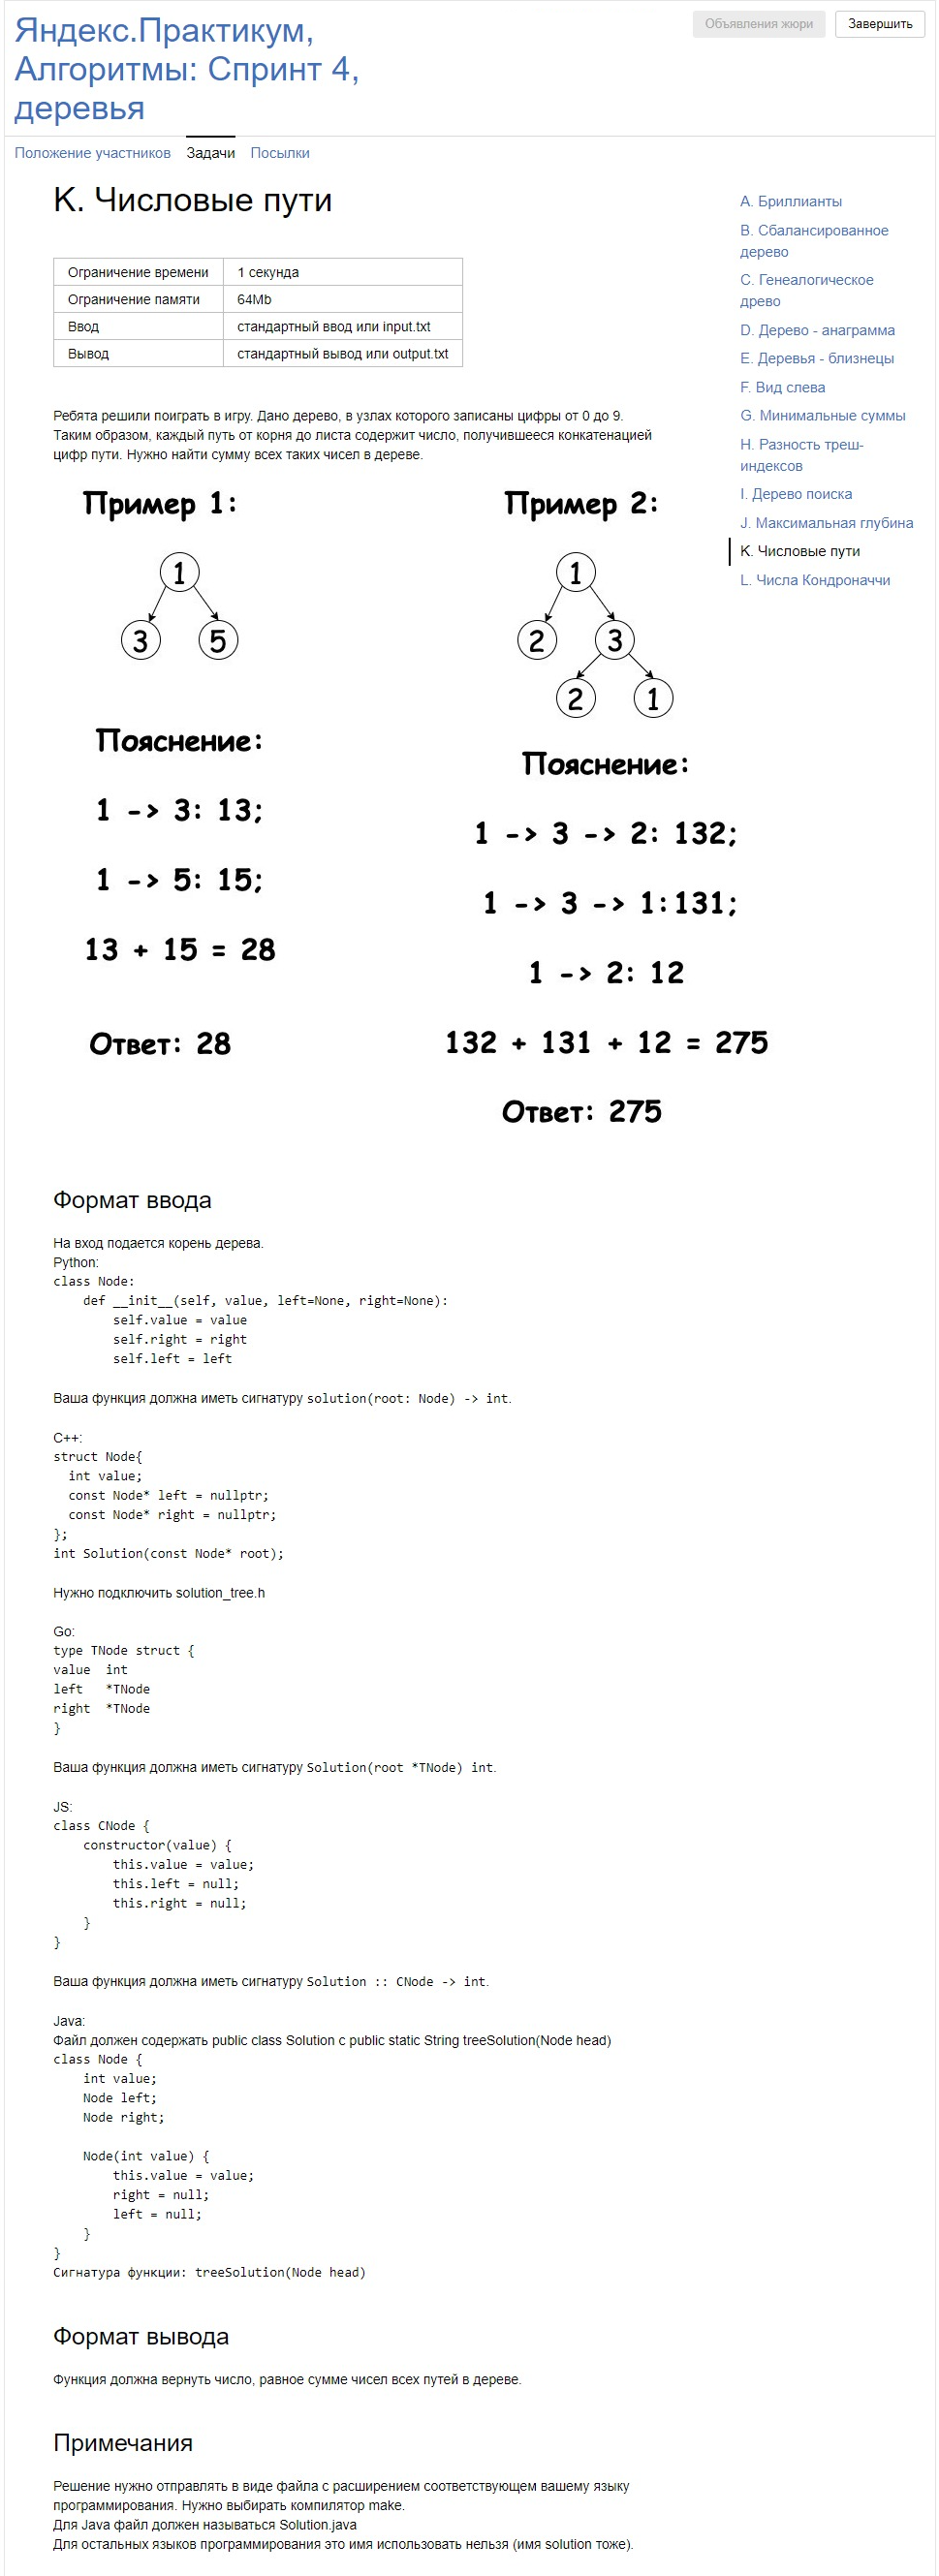 Яндекс.Практикум,
Алгоритмы: Спринт 4,
деревья
Объявления жюри
Завершить
Положение участников
Задачи
Посылки
K. Числовые пути
Ограничение времени 1 секунда
Ограничение памяти 64Mb
Ввод стандартный ввод или input.txt
Вывод стандартный вывод или output.txt
Ребята решили поиграть в игру. Дано дерево, в узлах которого записаны цифры от 0 до 9.
Таким образом, каждый путь от корня до листа содержит число, получившееся конкатенацией
цифр пути. Нужно найти сумму всех таких чисел в дереве.
A. Бриллианты
B. Сбалансированное
дерево
C. Генеалогическое
древо
D. Дерево - анаграмма
E. Деревья - близнецы
F. Вид слева
G. Минимальные суммы
H. Разность треш-
индексов
I. Дерево поиска
J. Максимальная глубина
K. Числовые пути
L. Числа Кондроначчи
Пример 1:
1
3 5
Пояснение:
1 -> 3: 13;
1 -> 5: 15;
13 + 15 = 28
Ответ: 28
Пример 2:
1
2 3
2 1
Пояснение:
1 -> 3 -> 2: 132;
1 -> 3 -> 1:131;
1 -> 2: 12
132 + 131 + 12 = 275
Ответ: 275
Формат ввода
На вход подается корень дерева.
Python:
class Node:
    def __init__(self, value, left=None, right=None):
        self.value = value
        self.right = right
        self.left = left
Ваша функция должна иметь сигнатуру solution(root: Node) -> int.
C++:
struct Node{
  int value;
  const Node* left = nullptr;
  const Node* right = nullptr;
};
int Solution(const Node* root);
Нужно подключить solution_tree.h
Go:
type TNode struct {
value  int
left   *TNode
right  *TNode
}
Ваша функция должна иметь сигнатуру Solution(root *TNode) int.
JS:
class CNode {
    constructor(value) {
        this.value = value;
        this.left = null;
        this.right = null;
    }
}
Ваша функция должна иметь сигнатуру Solution :: CNode -> int.
Java:
Файл должен содержать public class Solution с public static String treeSolution(Node head)
class Node {
    int value;
    Node left;
    Node right;
    Node(int value) {
        this.value = value;
        right = null;
        left = null;
    }
}
Сигнатура функции: treeSolution(Node head)
Формат вывода
Функция должна вернуть число, равное сумме чисел всех путей в дереве.
Примечания
Решение нужно отправлять в виде файла с расширением соответствующем вашему языку
программирования. Нужно выбирать компилятор make.
Для Java файл должен называться Solution.java
Для остальных языков программирования это имя использовать нельзя (имя solution тоже).